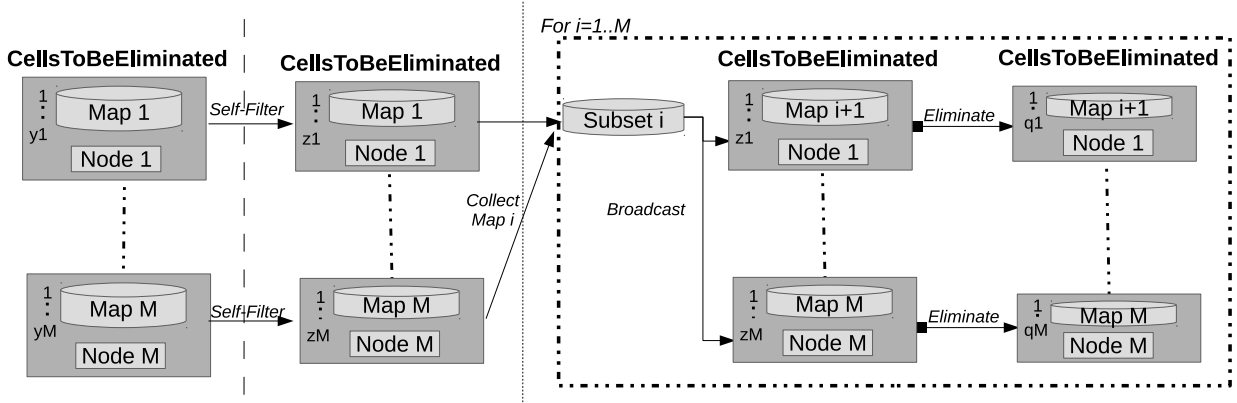 For i=1..M
CellsToBeEliminated
1
Map 1
y1
Node 1
Self-Filter
CellsToBeEliminated
1
Map 1
z1
Node 1
Subset i
CellsToBeEliminated
1
Map i+1
z1
Node 1
Eliminate
CellsToBeEliminated
1
Map i+1
q1
Node 1
Collect
Map i
Broadcast
1
Map M
yM
Node M
Self-Filter
1
Map M
zM
Node M
1
Map M
zM
Node M
Eliminate
1
Map M
qM
Node M